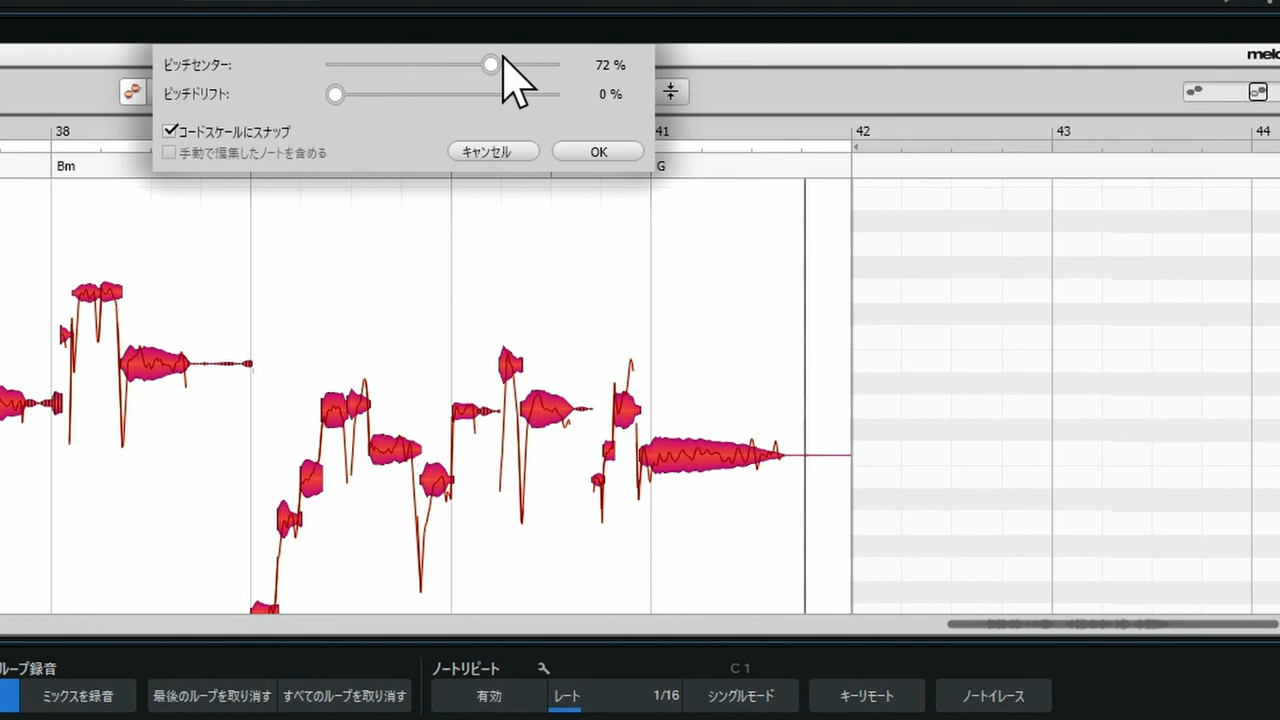 melo
ピッチセンター: 72 %
ピッチドリフト: 0 %
38 41 42 43 44
コードスケールにスナップ
手動で編集したノートを含める
キャンセル OK
Bm G
ループ録音 ノートリピート C 1
ミックスを録音 最後のループを取り消す すべてのループを取り消す 有効 レート 1/16 シングルモード キーリモート ノートイレース